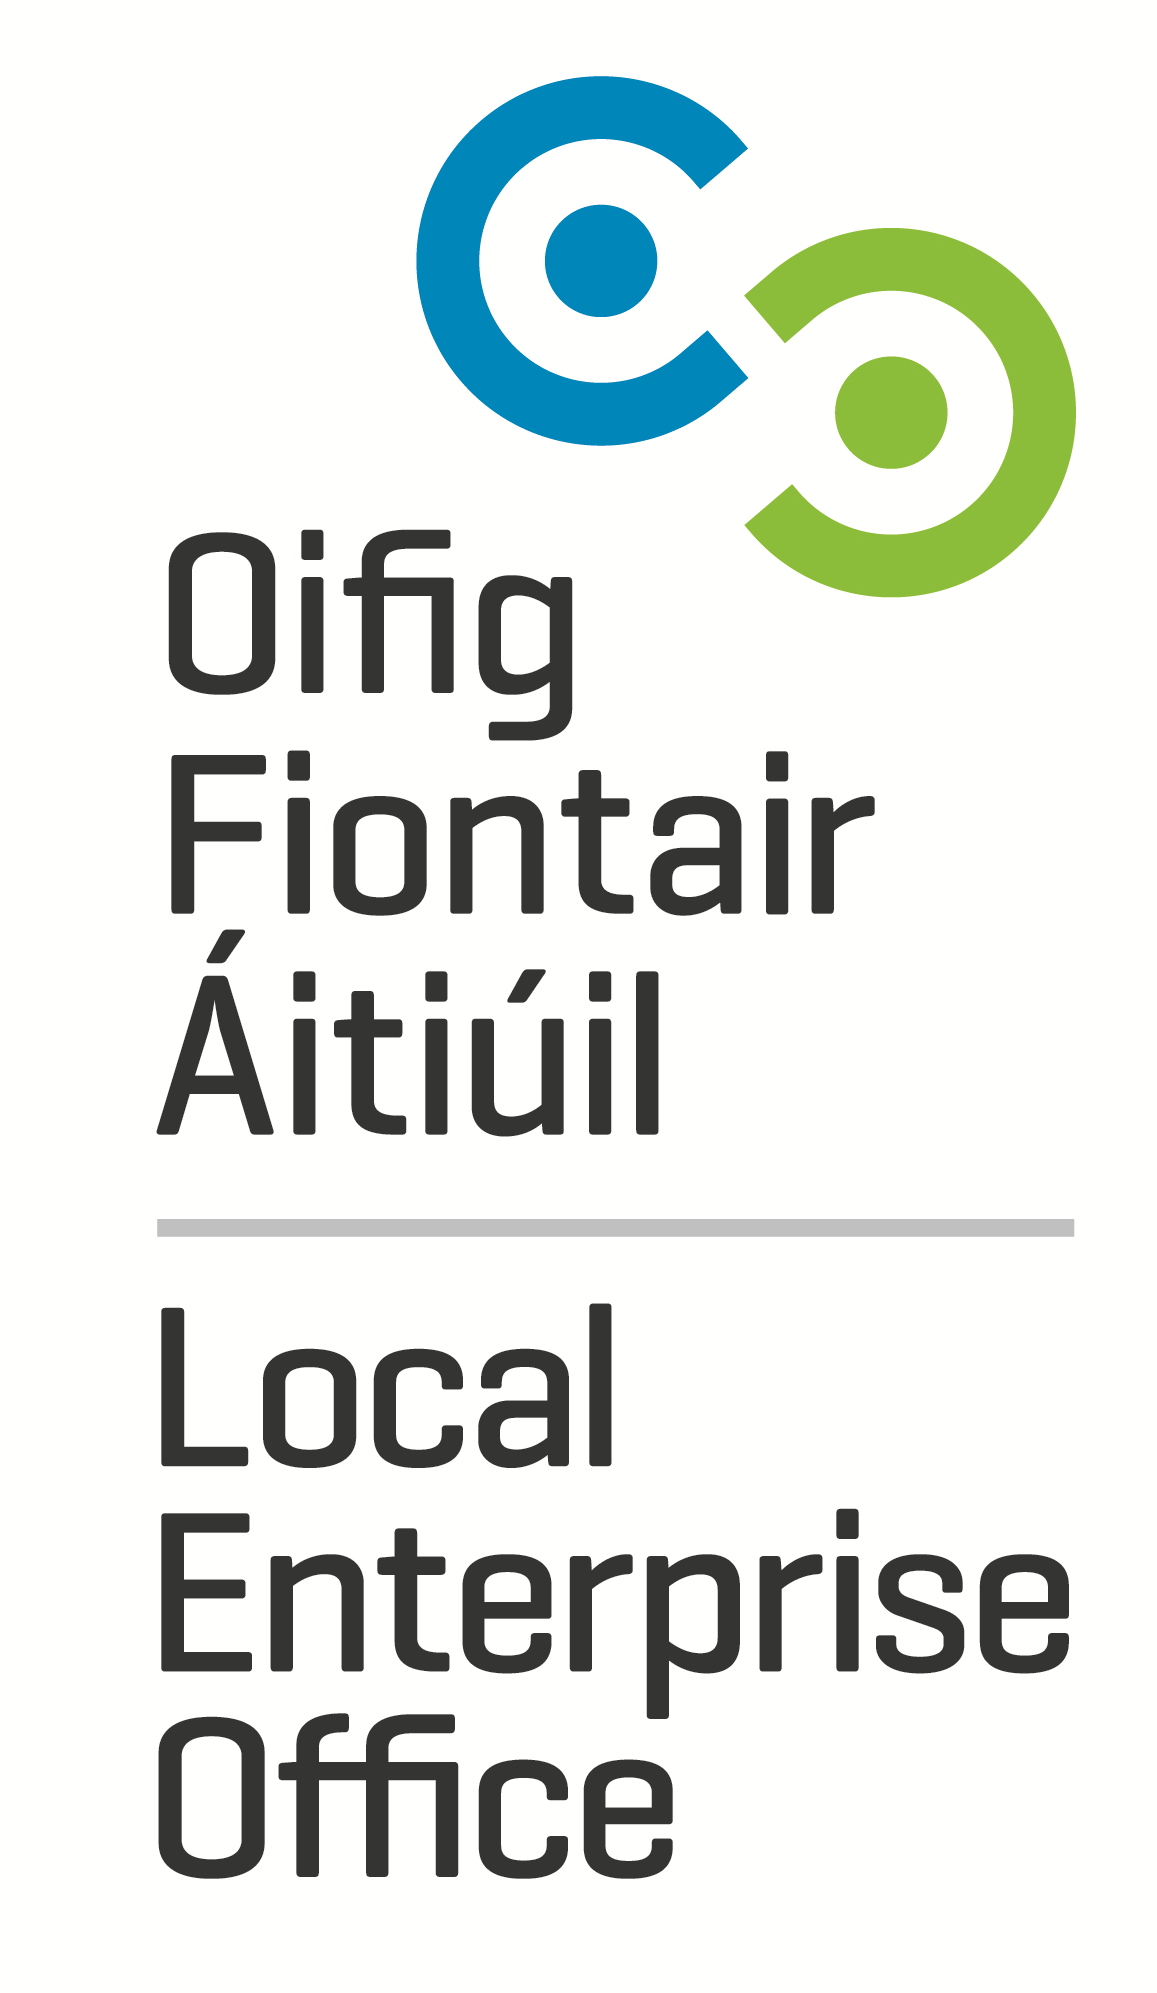 Oifig
Fiontair
Áitiúil
Local
Enterprise
Office